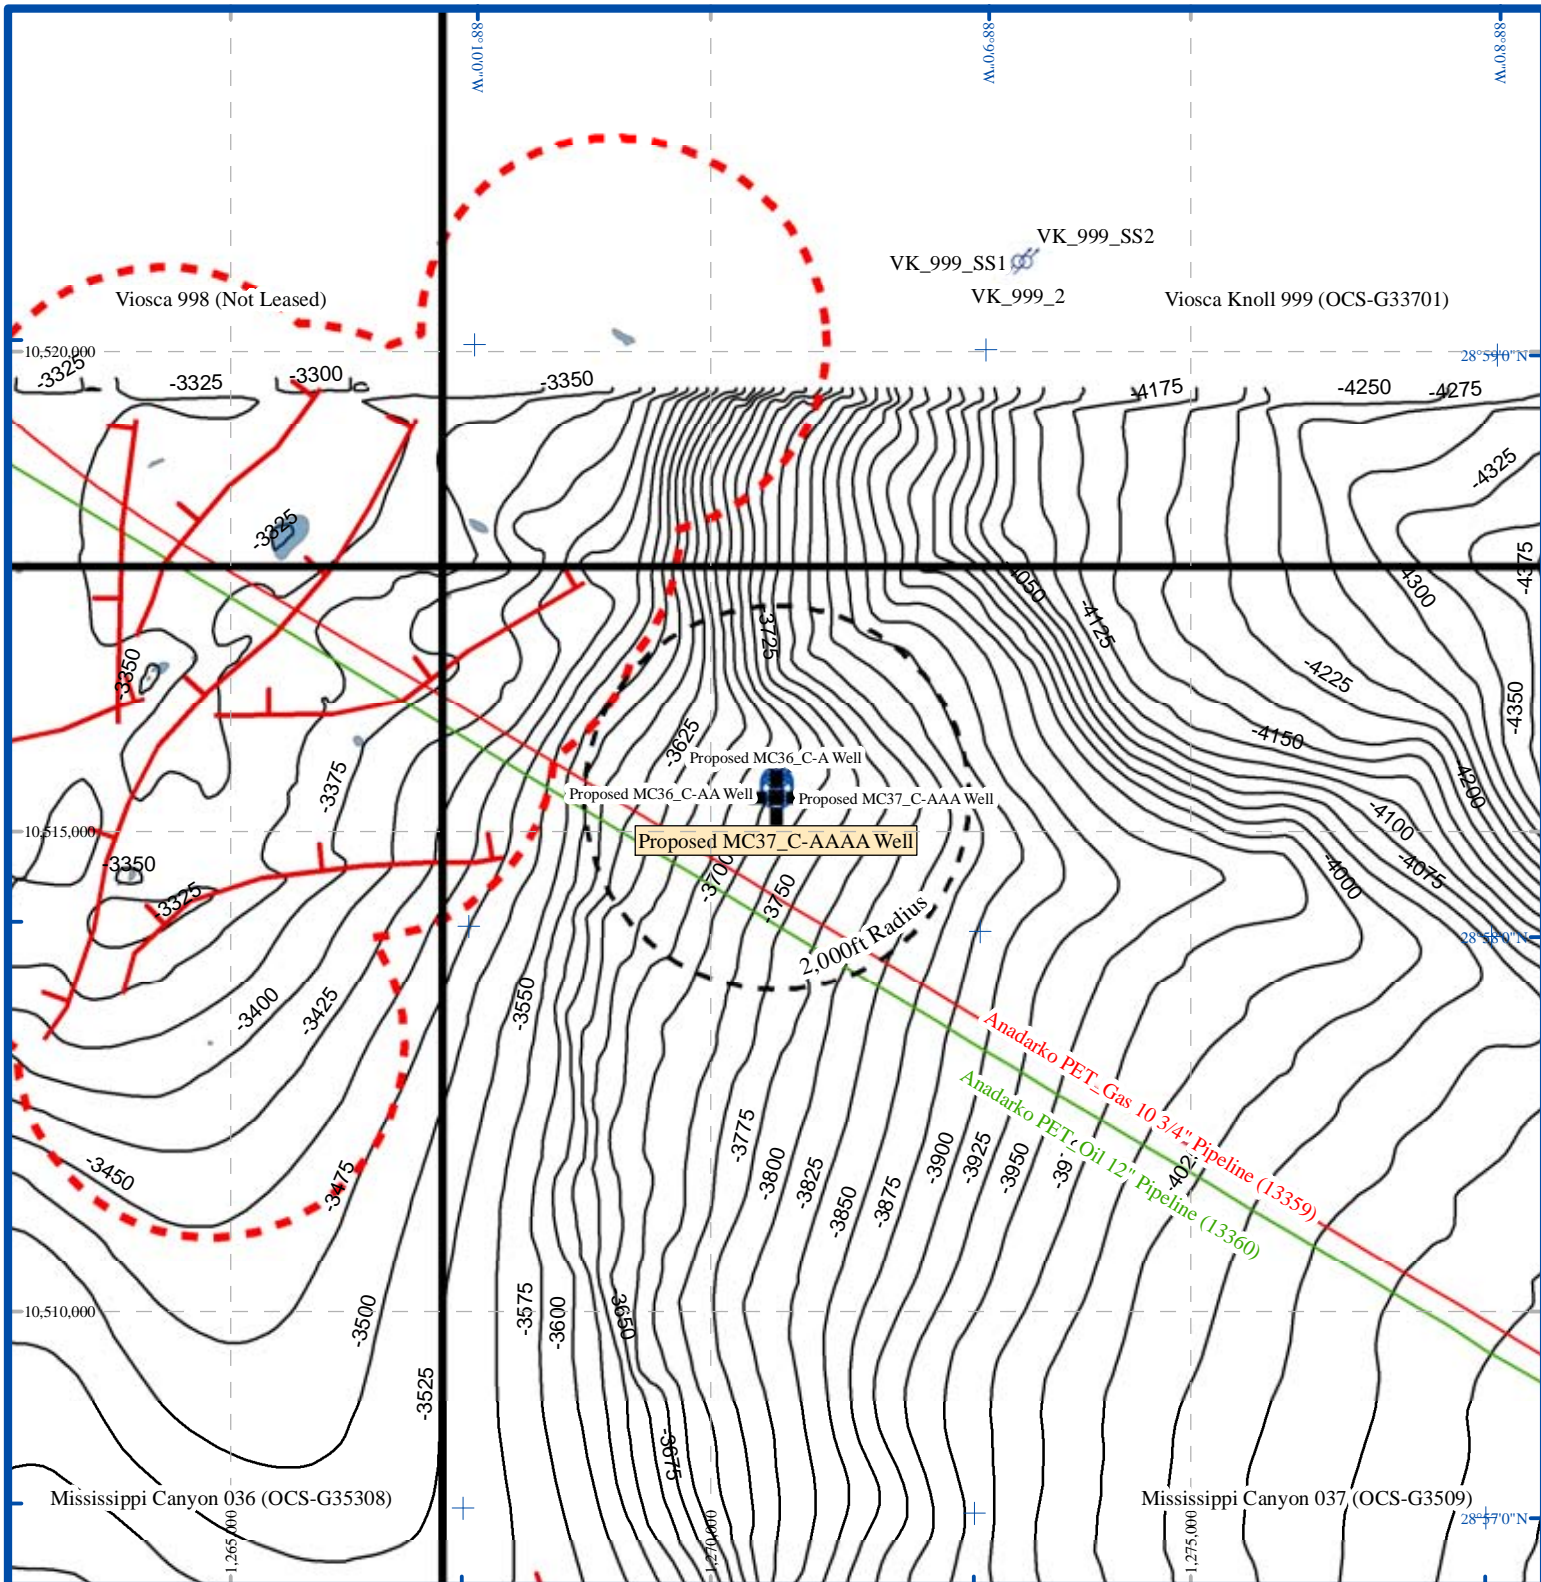 88°10'0"W
88°9'0"W
88°8'0"W
VK_999_SS2
VK_999_SS1
VK_999_2
Viosca 998 (Not Leased)
Viosca Knoll 999 (OCS-G33701)
10,520,000
28°59'0"N
-3325
-3325
-3300
-3350
-4175
-4250
-4275
-4325
-3325
-4375
-4050
-4300
-4125
-3725
-3350
-4225
-4350
-3625
-4150
Proposed MC36_C-A Well
-3375
Proposed MC36_C-AA Well
Proposed MC37_C-AAA Well
4200
10,515,000
-4100
Proposed MC37_C-AAAA Well
-3350
-3700
-4075
-4000
-3325
-3750
2,000ft Radius
28°58'0"N
-3400
-3425
-3550
Anadarko PET_Gas 10 3/4" Pipeline (13359)
Anadarko PET_Oil 12" Pipeline (13360)
-3775
-3800
-3825
-3850
-3875
-3900
-3925
-3950
-3450
-3475
10,510,000
-3500
-3575
-3600
3650
-3525
-3675
Mississippi Canyon 036 (OCS-G35308)
Mississippi Canyon 037 (OCS-G3509)
28°57'0"N
1,265,000
1,270,000
1,275,000